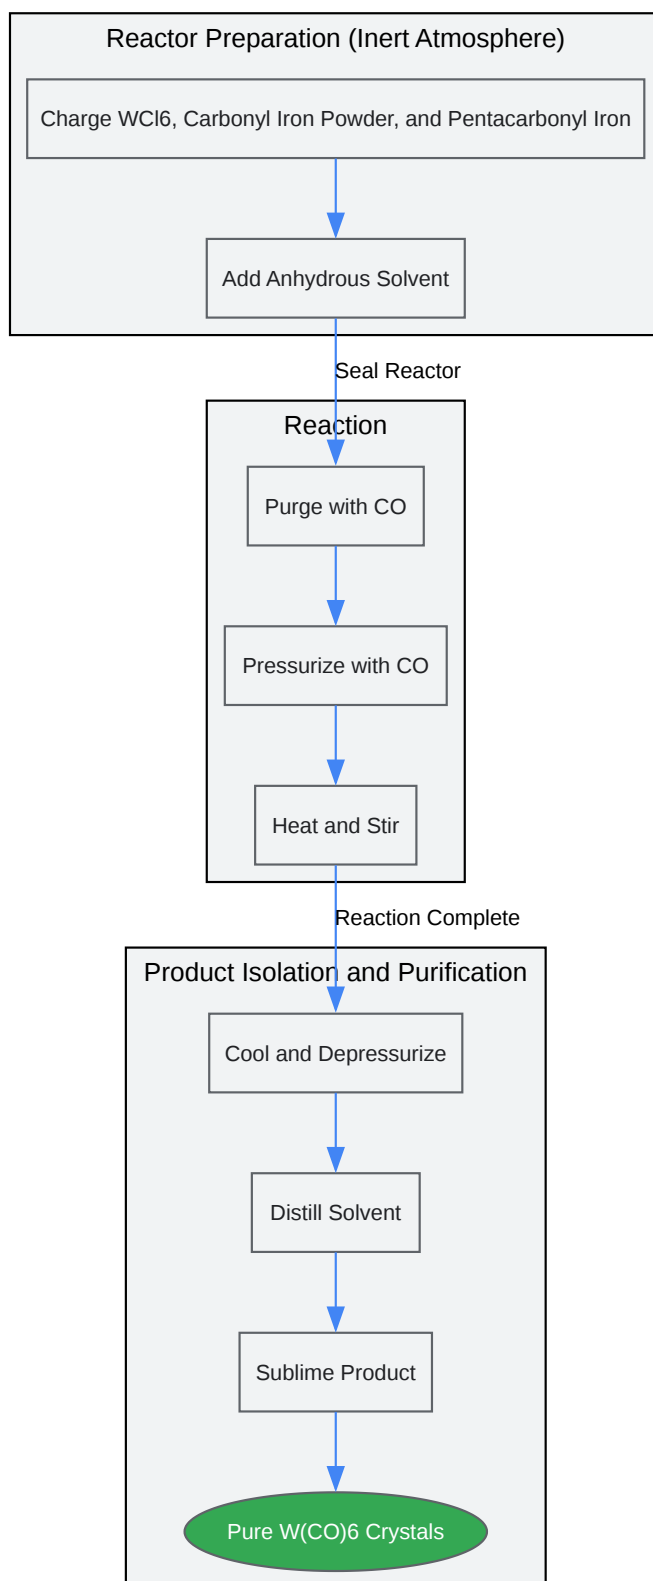 Reactor Preparation (Inert Atmosphere)
Charge WCl6, Carbonyl Iron Powder, and Pentacarbonyl Iron
Add Anhydrous Solvent
Seal Reactor
Reaction
Purge with CO
Pressurize with CO
Heat and Stir
Reaction Complete
Product Isolation and Purification
Cool and Depressurize
Distill Solvent
Sublime Product
Pure W(CO)6 Crystals